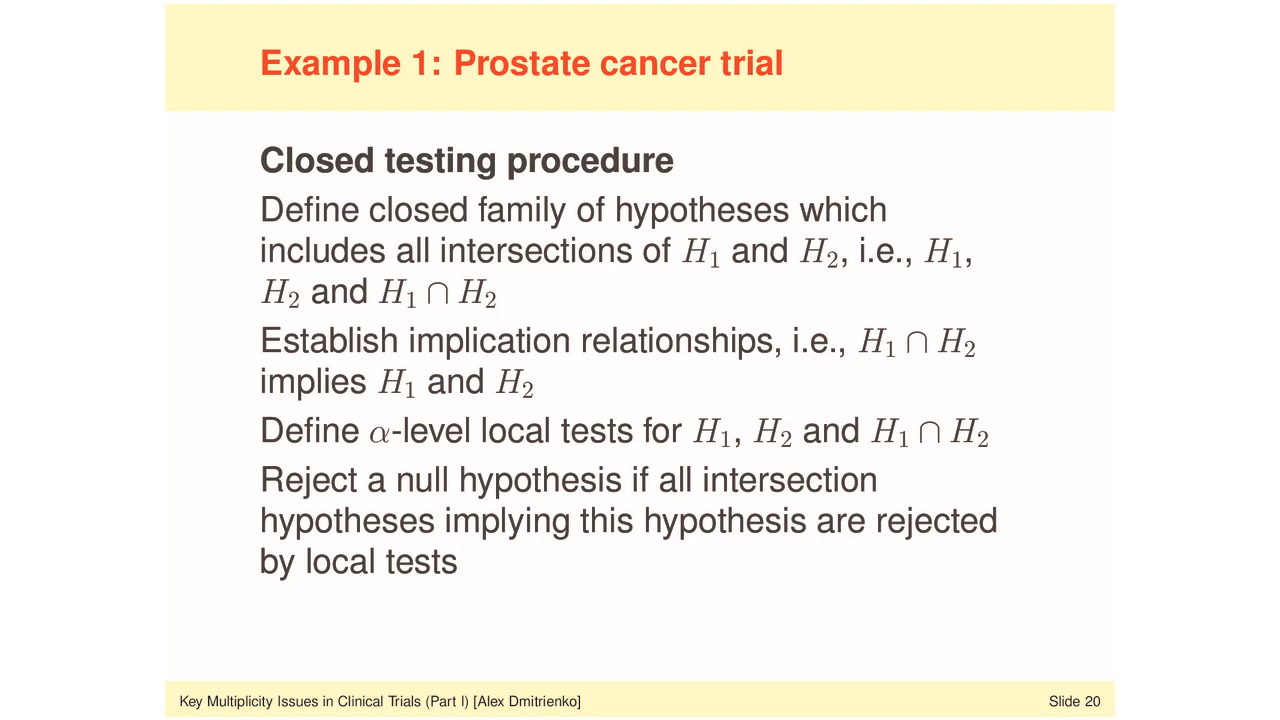 Example 1: Prostate cancer trial
Closed testing procedure
Define closed family of hypotheses which
includes all intersections of H₁ and H₂, i.e., H₁,
H₂ and H₁ ∩ H₂
Establish implication relationships, i.e., H₁ ∩ H₂
implies H₁ and H₂
Define α-level local tests for H₁, H₂ and H₁ ∩ H₂
Reject a null hypothesis if all intersection
hypotheses implying this hypothesis are rejected
by local tests
Key Multiplicity Issues in Clinical Trials (Part I) [Alex Dmitrienko]
Slide 20